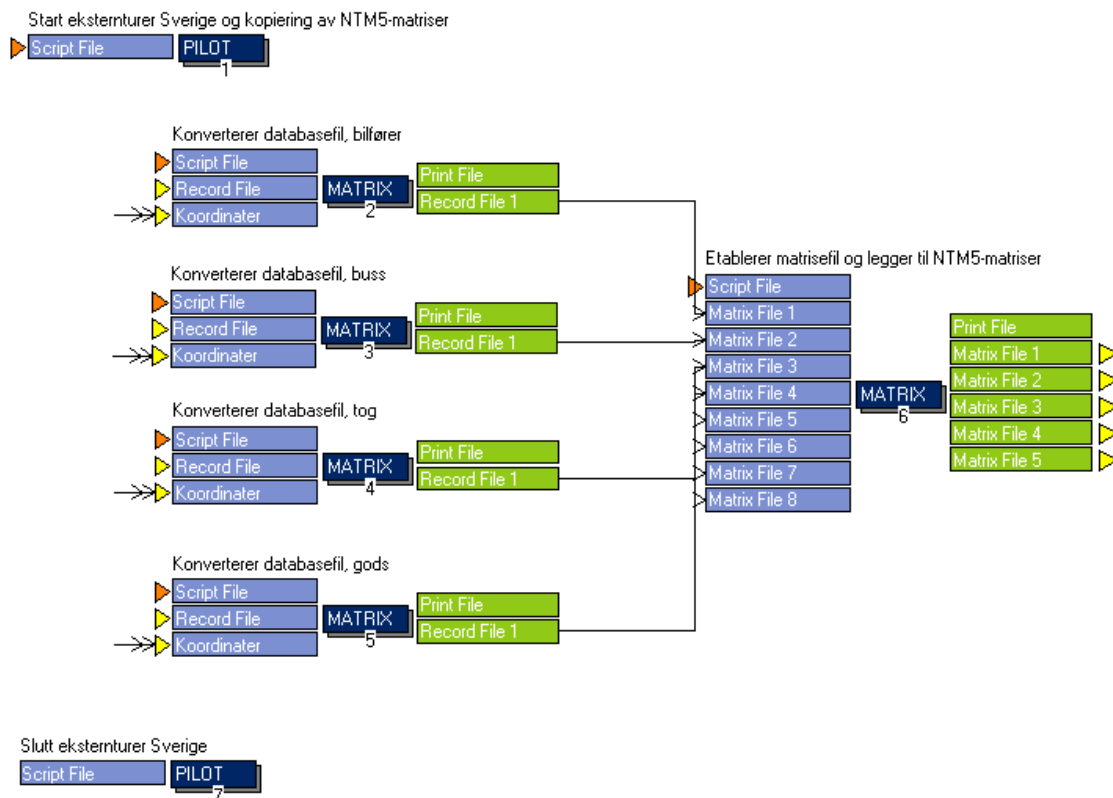 Start eksternturer Sverige og kopiering av NTM5-matriser
Script File
PILOT
1
Konverterer databasefil, bilfører
Script File
Record File
Koordinater
MATRIX
2
Print File
Record File 1
Konverterer databasefil, buss
Script File
Record File
Koordinater
MATRIX
3
Print File
Record File 1
Konverterer databasefil, tog
Script File
Record File
Koordinater
MATRIX
4
Print File
Record File 1
Konverterer databasefil, gods
Script File
Record File
Koordinater
MATRIX
5
Print File
Record File 1
Etablerer matrisefil og legger til NTM5-matriser
Script File
Matrix File 1
Matrix File 2
Matrix File 3
Matrix File 4
Matrix File 5
Matrix File 6
Matrix File 7
Matrix File 8
MATRIX
6
Print File
Matrix File 1
Matrix File 2
Matrix File 3
Matrix File 4
Matrix File 5
Slutt eksternturer Sverige
Script File
PILOT
7